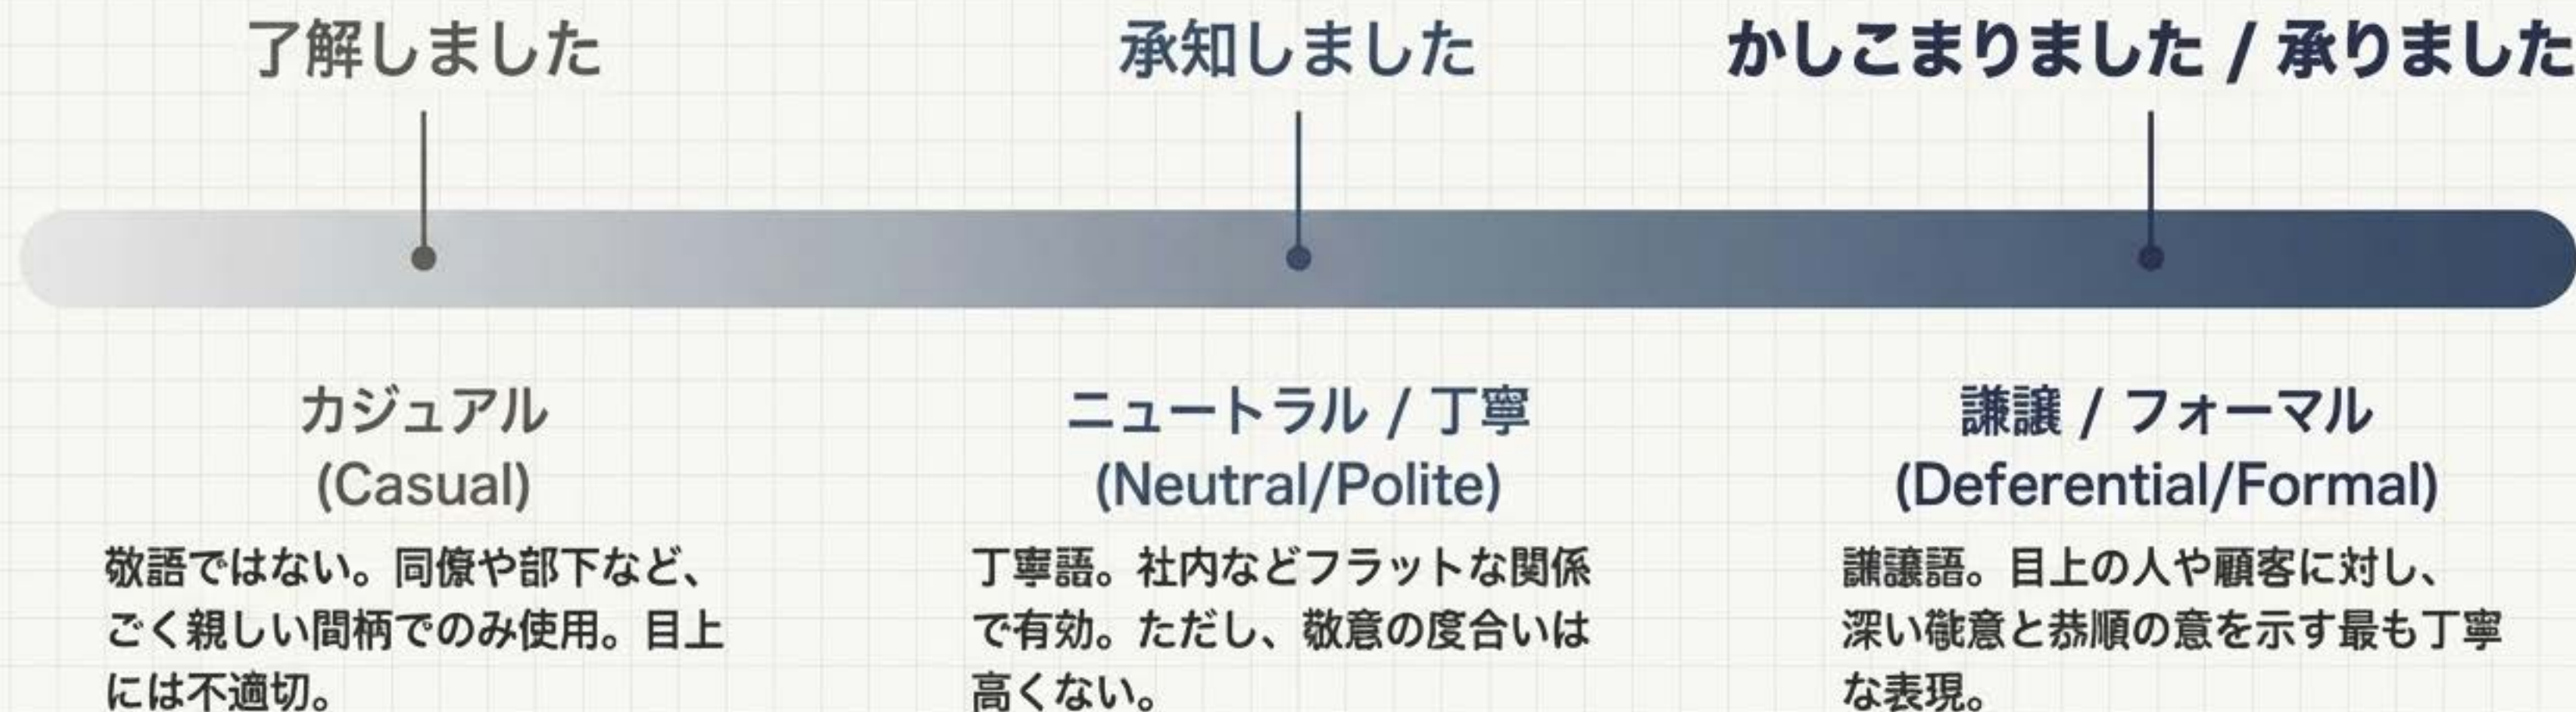 了解しました
承知しました
かしこまりました / 承りました
カジュアル
(Casual)
敬語ではない。同僚や部下など、
ごく親しい間柄でのみ使用。目上
には不適切。
ニュートラル / 丁寧
(Neutral/Polite)
丁寧語。社内などフラットな関係
で有効。ただし、敬意の度合いは
高くない。
謙譲 / フォーマル
(Deferential/Formal)
謙譲語。目上の人や顧客に対し、
深い意と恭順の意を示す最も丁寧
な表現。